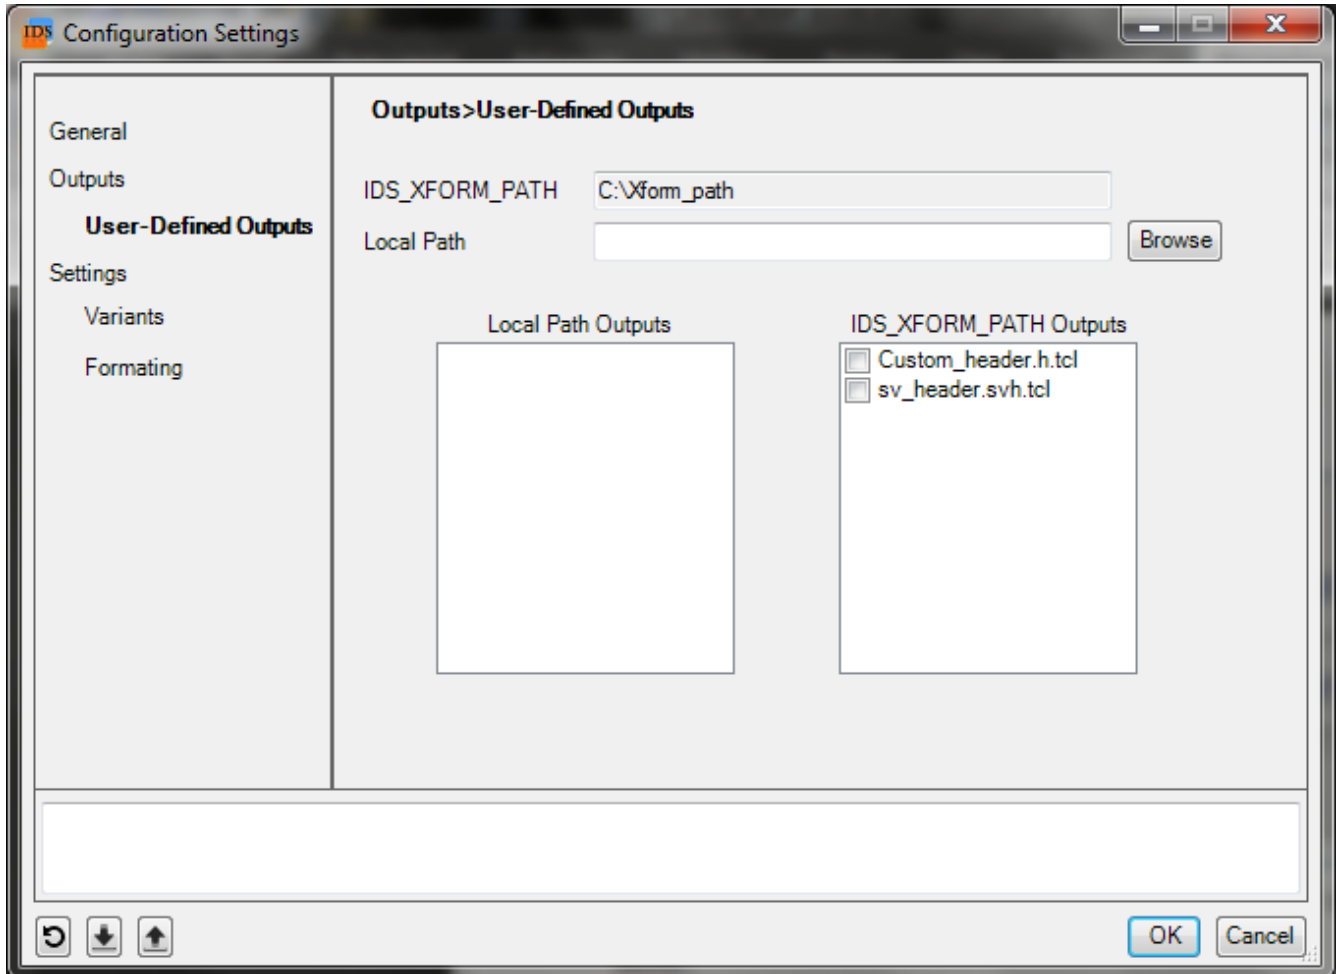 IDS Configuration Settings
General
Outputs
User-Defined Outputs
Settings
Variants
Formating
Outputs>User-Defined Outputs
IDS_XFORM_PATH C:\Xform_path
Local Path Browse
Local Path Outputs IDS_XFORM_PATH Outputs
Custom_header.h.tcl
sv_header.svh.tcl
OK Cancel